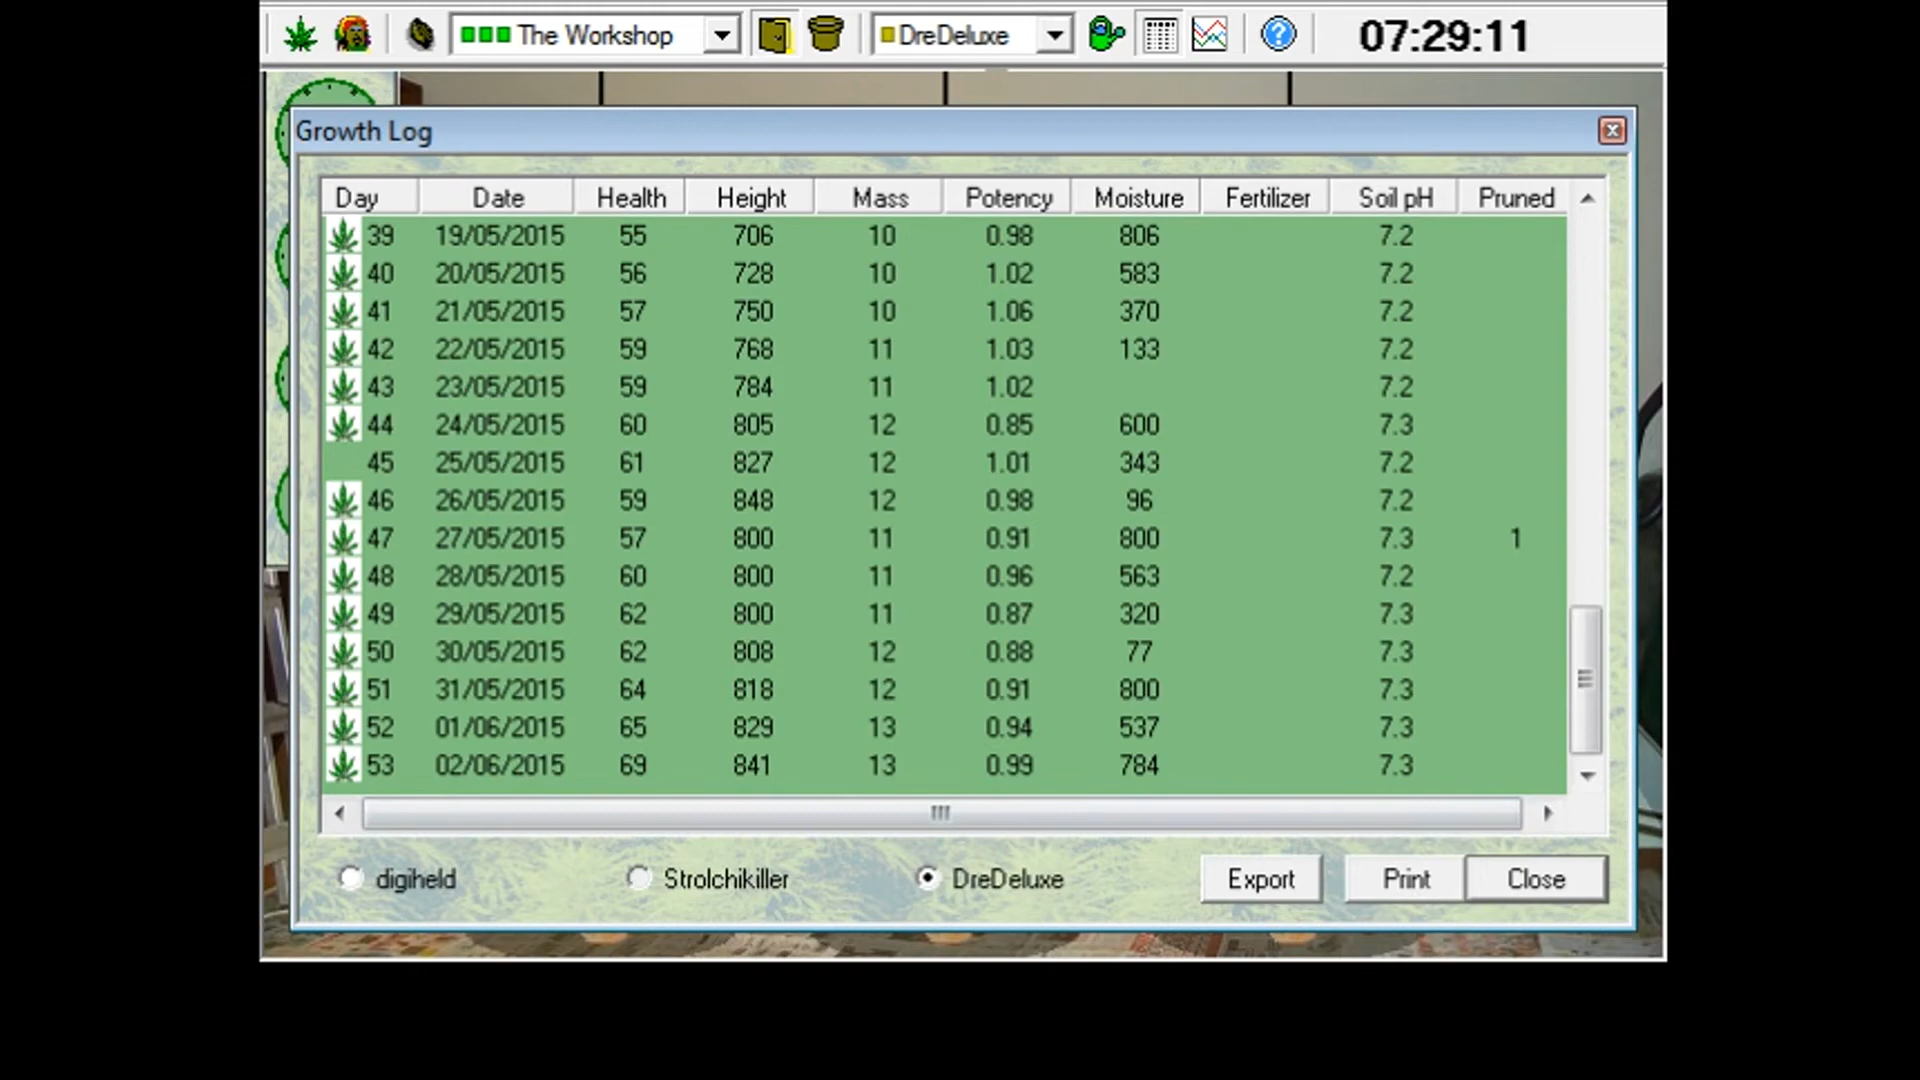 The Workshop DreDeluxe 07:29:11
Growth Log
Day Date Health Height Mass Potency Moisture Fertilizer Soil pH Pruned
39 19/05/2015 55 706 10 0.98 806 7.2
40 20/05/2015 56 728 10 1.02 583 7.2
41 21/05/2015 57 750 10 1.06 370 7.2
42 22/05/2015 59 768 11 1.03 133 7.2
43 23/05/2015 59 784 11 1.02 7.2
44 24/05/2015 60 805 12 0.85 600 7.3
45 25/05/2015 61 827 12 1.01 343 7.2
46 26/05/2015 59 848 12 0.98 96 7.2
47 27/05/2015 57 800 11 0.91 800 7.3 1
48 28/05/2015 60 800 11 0.96 563 7.2
49 29/05/2015 62 800 11 0.87 320 7.3
50 30/05/2015 62 808 12 0.88 77 7.3
51 31/05/2015 64 818 12 0.91 800 7.3
52 01/06/2015 65 829 13 0.94 537 7.3
53 02/06/2015 69 841 13 0.99 784 7.3
digiheld Strolchikiller DreDeluxe Export Print Close